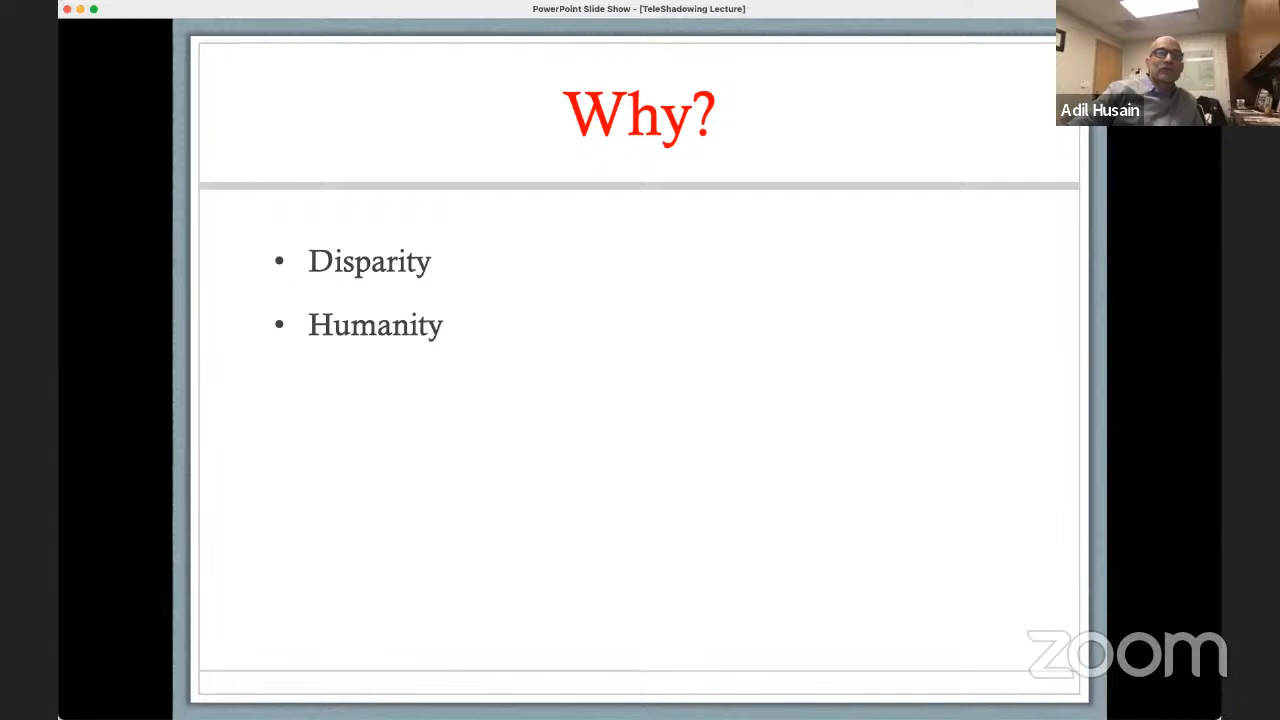 PowerPoint Slide Show - [TeleShadowing Lecture]
Adil Husain
Why?
• Disparity
• Humanity
zoom